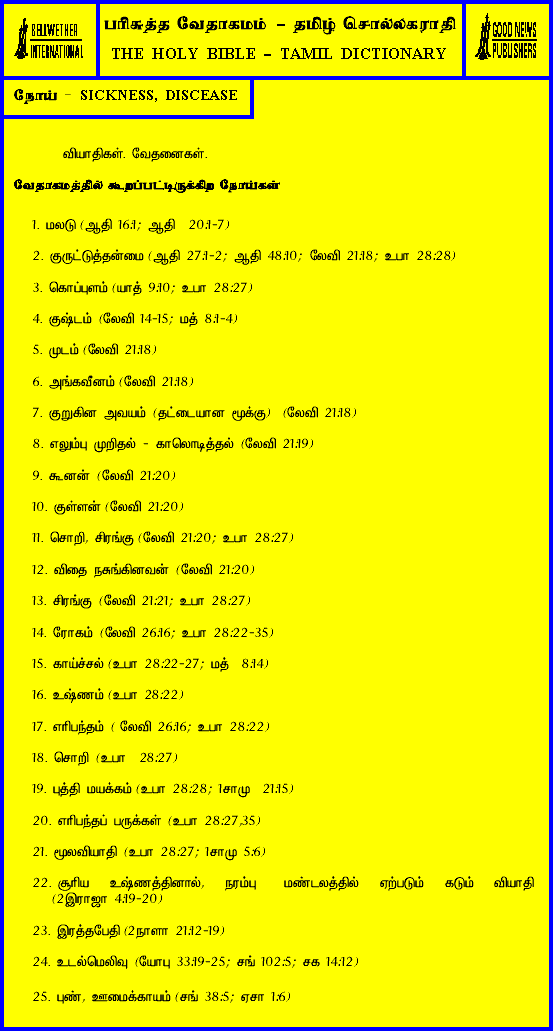 BELLWETHER
INTERNATIONAL
பரிசுத்த வேதாகமம் – தமிழ் சொல்லகராதி
THE HOLY BIBLE – TAMIL DICTIONARY
GOOD NEWS
PUBLISHERS
நோய் - SICKNESS, DISCEASE
வியாதிகள். வேதனைகள்.
வேதாகமத்தில் கூறப்பட்டிருக்கிற நோய்கள்
1. மலடு (ஆதி 16:1; ஆதி 20:1-7)
2. குருட்டுத்தன்மை (ஆதி 27:1-2; ஆதி 48:10; லேவி 21:18; உபா 28:28)
3. கொப்புளம் (யாத் 9:10; உபா 28:27)
4. குஷ்டம் (லேவி 14-15; மத் 8:1-4)
5. முடம் (லேவி 21:18)
6. அங்கவீனம் (லேவி 21:18)
7. குறுகின அவயம் (தட்டையான மூக்கு) (லேவி 21:18)
8. எலும்பு முறிதல் - காலொடித்தல் (லேவி 21:19)
9. கூனன் (லேவி 21:20)
10. குள்ளன் (லேவி 21:20)
11. சொறி, சிரங்கு (லேவி 21:20; உபா 28:27)
12. விதை நசுங்கினவன் (லேவி 21:20)
13. சிரங்கு (லேவி 21:21; உபா 28:27)
14. ரோகம் (லேவி 26:16; உபா 28:22-35)
15. காய்ச்சல் (உபா 28:22-27; மத் 8:14)
16. உஷ்ணம் (உபா 28:22)
17. எரிபந்தம் ( லேவி 26:16; உபா 28:22)
18. சொறி (உபா 28:27)
19. புத்தி மயக்கம் (உபா 28:28; 1சாமு 21:15)
20. எரிபந்தப் பருக்கள் (உபா 28:27,35)
21. மூலவியாதி (உபா 28:27; 1சாமு 5:6)
22. சூரிய உஷ்ணத்தினால், நரம்பு மண்டலத்தில் ஏற்படும் கடும் வியாதி
(2இராஜா 4:19-20)
23. இரத்தபேதி (2நாளா 21:12-19)
24. உடல்மெலிவு (யோபு 33:19-25; சங் 102:5; சக 14:12)
25. புண், ஊமைக்காயம் (சங் 38:5; ஏசா 1:6)